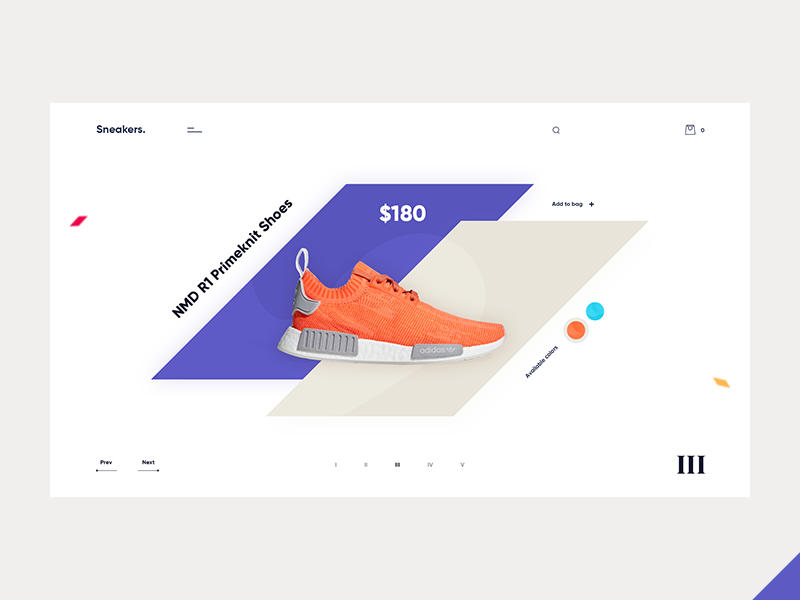 Sneakers.
0
$180
Add to bag +
NMD R1 Primeknit Shoes
adidas
Available colors
Prev
Next
I II III IV V
III